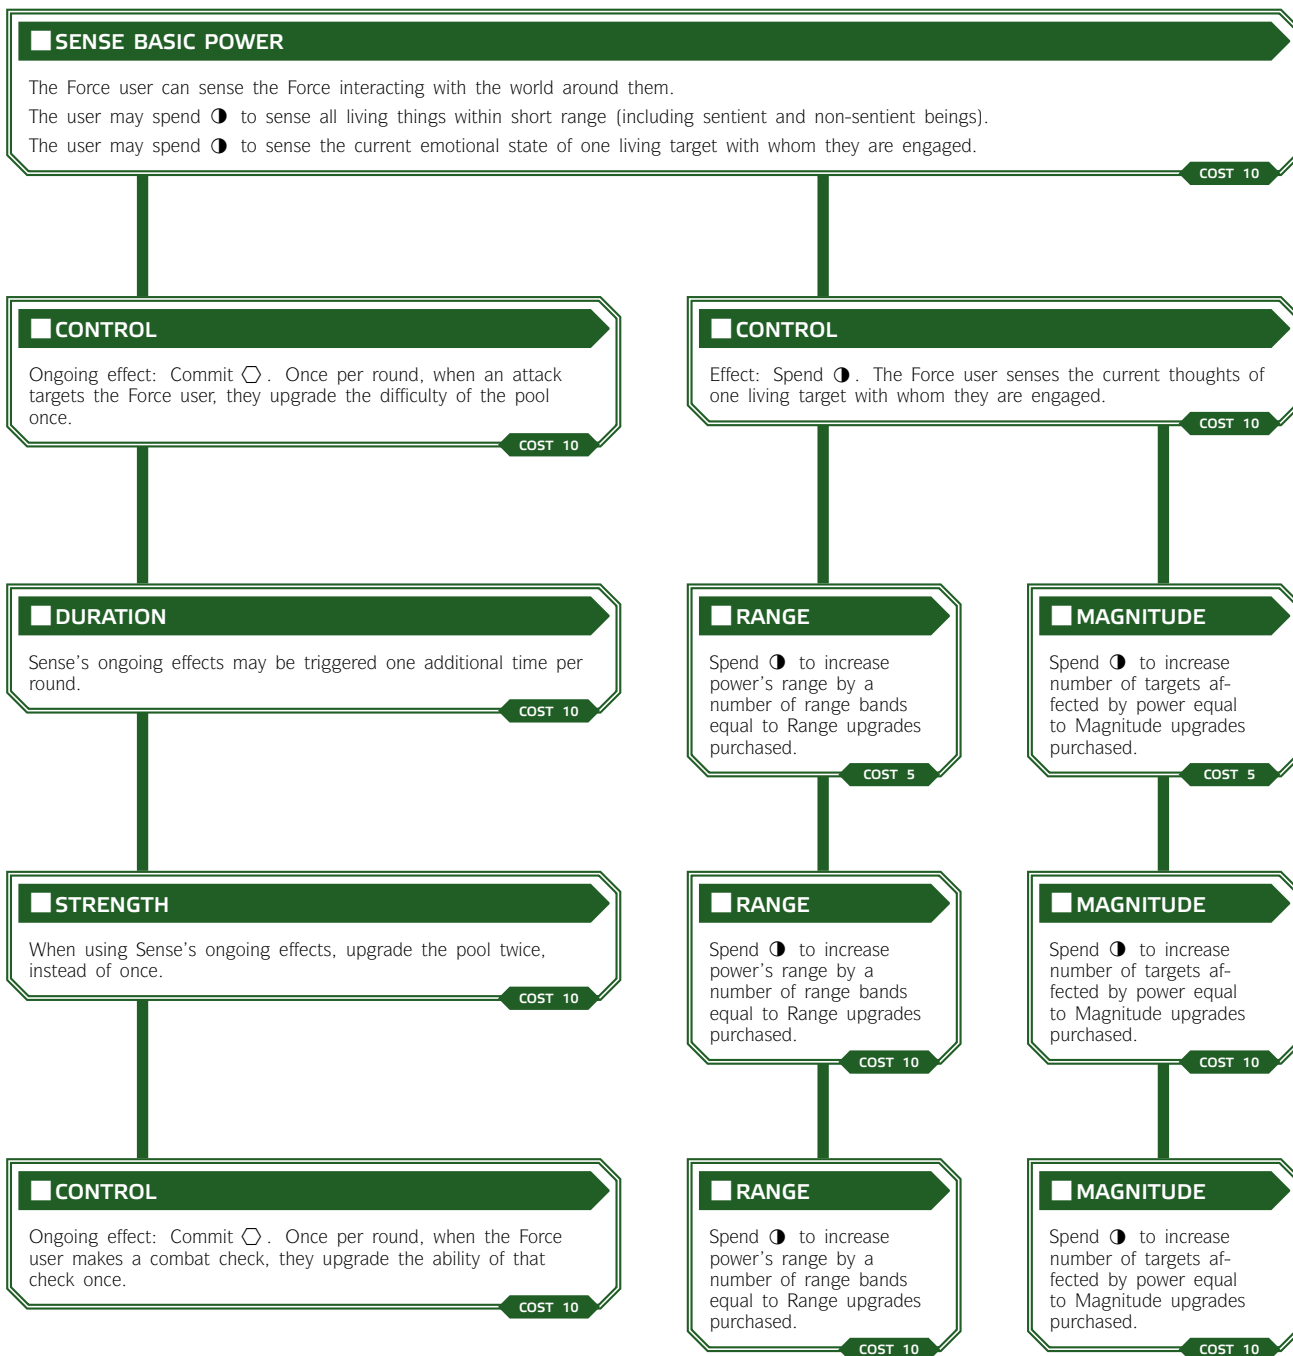 SENSE BASIC POWER
The Force user can sense the Force interacting with the world around them.
The user may spend ◑ to sense all living things within short range (including sentient and non-sentient beings).
The user may spend ◑ to sense the current emotional state of one living target with whom they are engaged.
COST 10
CONTROL
Ongoing effect: Commit ⬡. Once per round, when an attack
targets the Force user, they upgrade the difficulty of the pool
once.
COST 10
CONTROL
Effect: Spend ◑. The Force user senses the current thoughts of
one living target with whom they are engaged.
COST 10
DURATION
Sense's ongoing effects may be triggered one additional time per
round.
COST 10
RANGE
Spend ◑ to increase
power's range by a
number of range bands
equal to Range upgrades
purchased.
COST 5
MAGNITUDE
Spend ◑ to increase
number of targets af-
fected by power equal
to Magnitude upgrades
purchased.
COST 5
STRENGTH
When using Sense's ongoing effects, upgrade the pool twice,
instead of once.
COST 10
RANGE
Spend ◑ to increase
power's range by a
number of range bands
equal to Range upgrades
purchased.
COST 10
MAGNITUDE
Spend ◑ to increase
number of targets af-
fected by power equal
to Magnitude upgrades
purchased.
COST 10
CONTROL
Ongoing effect: Commit ⬡. Once per round, when the Force
user makes a combat check, they upgrade the ability of that
check once.
COST 10
RANGE
Spend ◑ to increase
power's range by a
number of range bands
equal to Range upgrades
purchased.
COST 10
MAGNITUDE
Spend ◑ to increase
number of targets af-
fected by power equal
to Magnitude upgrades
purchased.
COST 10